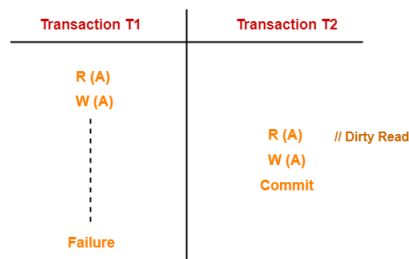 Transaction T1
Transaction T2
R (A)
W (A)
R (A) // Dirty Read
W (A)
Commit
Failure